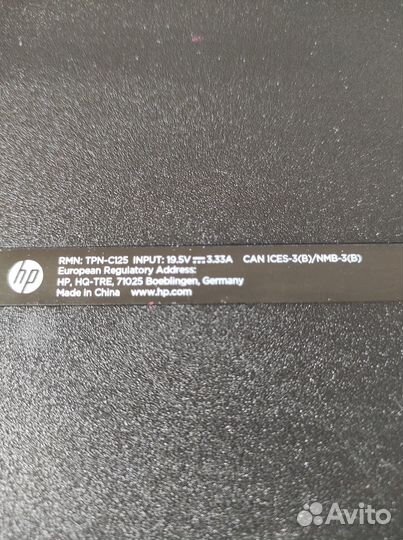 hp
RMN: TPN-C125 INPUT: 19.5V⎓3.33A CAN ICES-3(B)/NMB-3(B)
European Regulatory Address:
HP, HQ-TRE, 71025 Boeblingen, Germany
Made in China www.hp.com
Avito